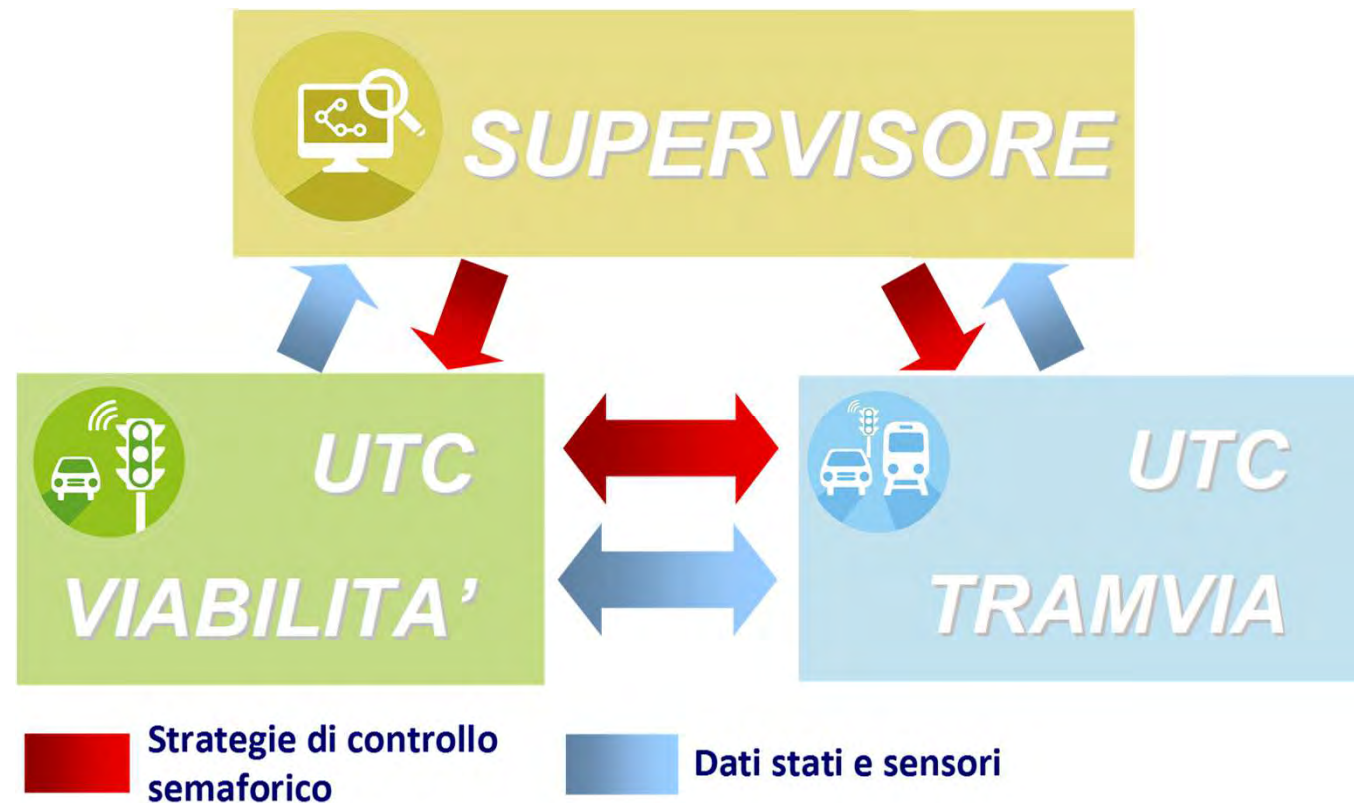 SUPERVISORE
UTC
VIABILITA’
UTC
TRAMVIA
Strategie di controllo
semaforico
Dati stati e sensori